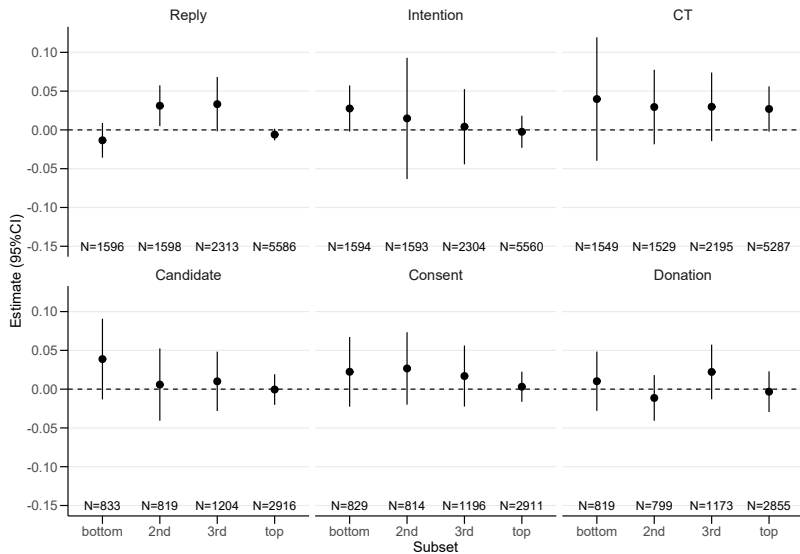 Reply Intention CT
0.10
0.05
0.00
-0.05
-0.10
-0.15
N=1596 N=1598 N=2313 N=5586 N=1594 N=1593 N=2304 N=5560 N=1549 N=1529 N=2195 N=5287
Estimate (95%CI)
Candidate Consent Donation
0.10
0.05
0.00
-0.05
-0.10
-0.15
N=833 N=819 N=1204 N=2916 N=829 N=814 N=1196 N=2911 N=819 N=799 N=1173 N=2855
bottom 2nd 3rd top bottom 2nd 3rd top bottom 2nd 3rd top
Subset